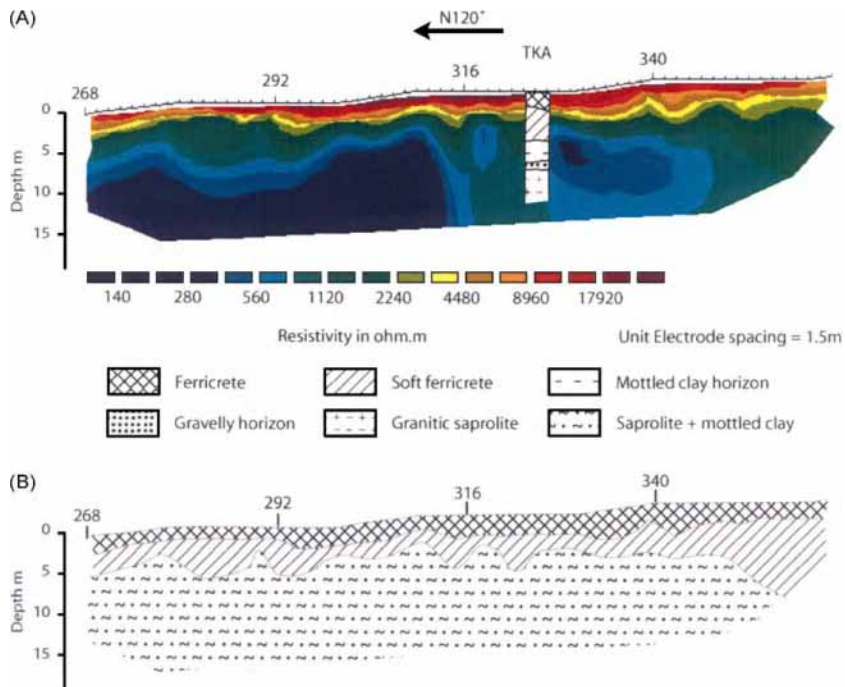 (A)
N120°
TKA
268 292 316 340
0
5
10
15
Depth m
140 280 560 1120 2240 4480 8960 17920
Resistivity in ohm.m Unit Electrode spacing = 1.5m
Ferricrete Soft ferricrete Mottled clay horizon
Gravelly horizon Granitic saprolite Saprolite + mottled clay
(B)
268 292 316 340
0
5
10
15
Depth m